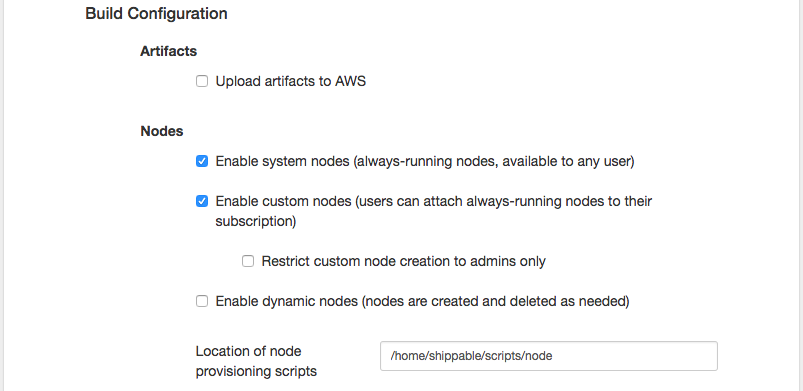 Build Configuration
Artifacts
Upload artifacts to AWS
Nodes
Enable system nodes (always-running nodes, available to any user)
Enable custom nodes (users can attach always-running nodes to their
subscription)
Restrict custom node creation to admins only
Enable dynamic nodes (nodes are created and deleted as needed)
Location of node
provisioning scripts
/home/shippable/scripts/node